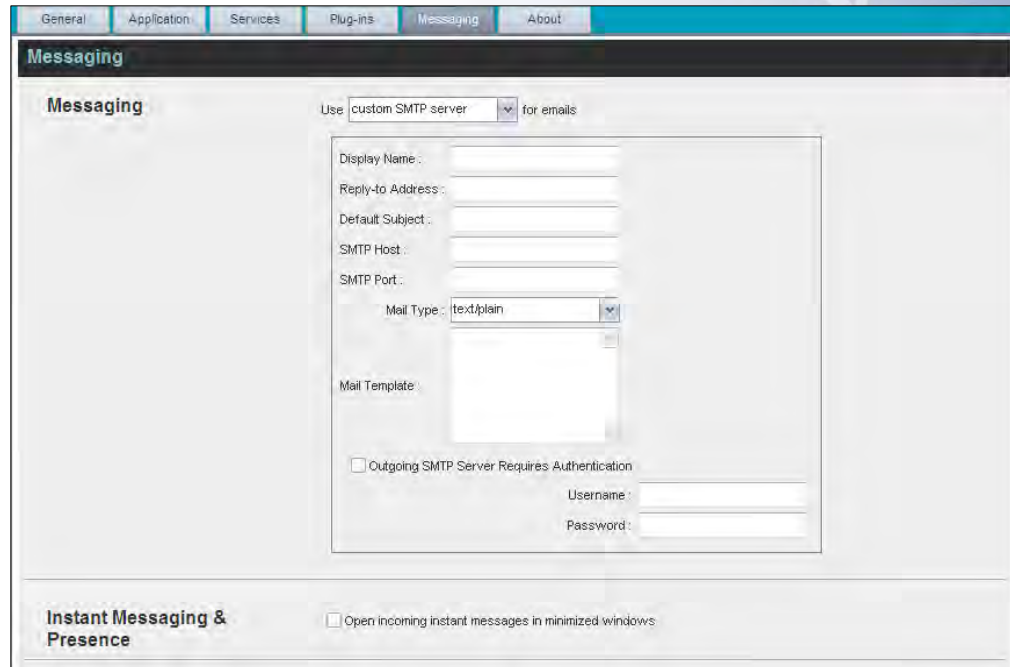 General Application Services Plug-ins Messaging About
Messaging
Messaging
Use custom SMTP server for emails
Display Name :
Reply-to Address :
Default Subject :
SMTP Host :
SMTP Port :
Mail Type : text/plain
Mail Template :
Outgoing SMTP Server Requires Authentication
Username :
Password :
Instant Messaging &
Presence
Open incoming instant messages in minimized windows